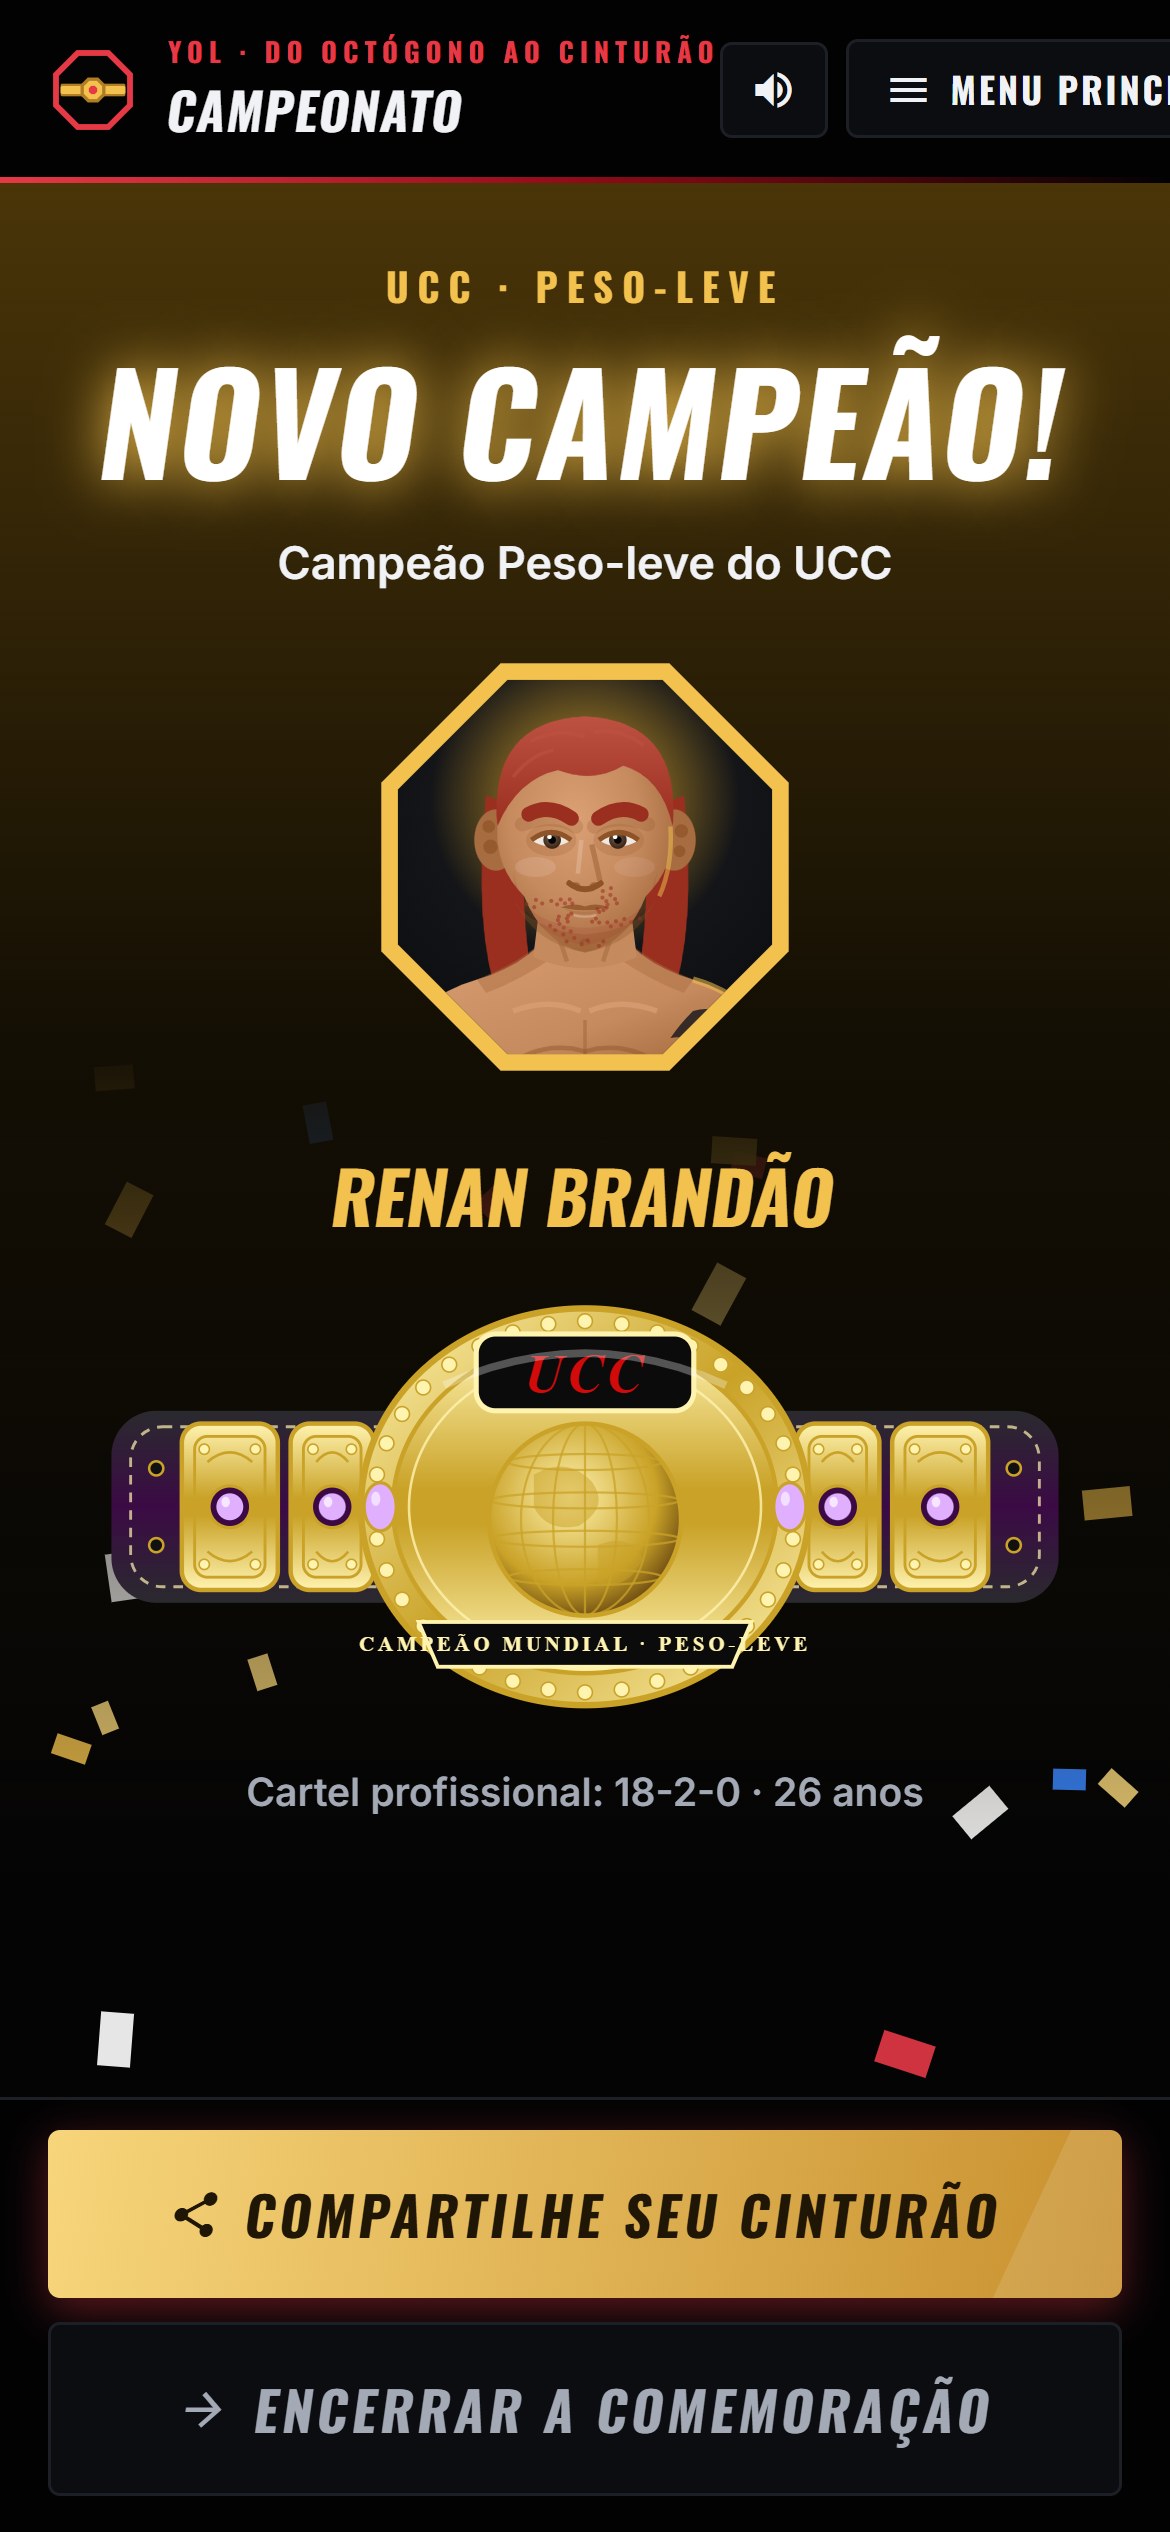 YOL · DO OCTÓGONO AO CINTURÃO
CAMPEONATO
MENU PRINC
UCC · PESO-LEVE
NOVO CAMPEÃO!
Campeão Peso-leve do UCC
RENAN BRANDÃO
UCC
CAMPEÃO MUNDIAL · PESO-LEVE
Cartel profissional: 18-2-0 · 26 anos
COMPARTILHE SEU CINTURÃO
ENCERRAR A COMEMORAÇÃO